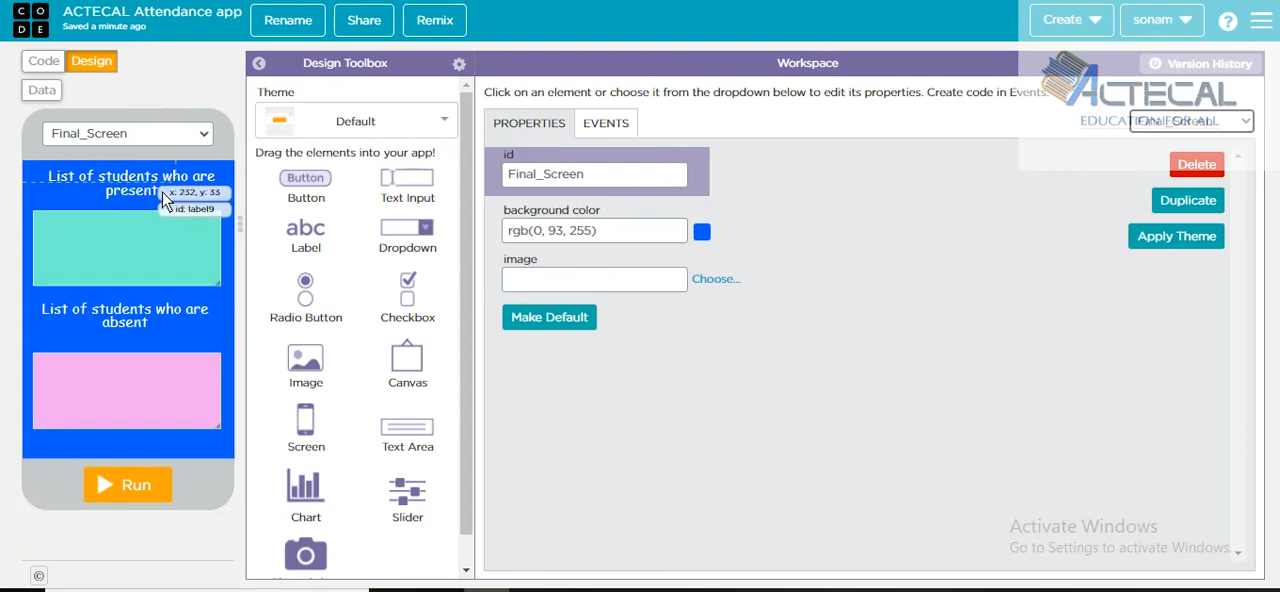 CODE
ACTECAL Attendance app
Saved a minute ago
Rename
Share
Remix
Create
sonam
?
Code
Design
Data
Design Toolbox
Workspace
Version History
Final_Screen
List of students who are
present
x: 232, y: 33
id: label9
List of students who are
absent
Run
©
Theme
Default
Drag the elements into your app!
Button
Button
Text Input
abc
Label
Dropdown
Radio Button
Checkbox
Image
Canvas
Screen
Text Area
Chart
Slider
Click on an element or choose it from the dropdown below to edit its properties. Create code in Events.
ACTECAL
EDUCATION FOR ALL
Final_Screen
PROPERTIES
EVENTS
id
Final_Screen
background color
rgb(0, 93, 255)
image
Choose...
Make Default
Delete
Duplicate
Apply Theme
Activate Windows
Go to Settings to activate Windows.